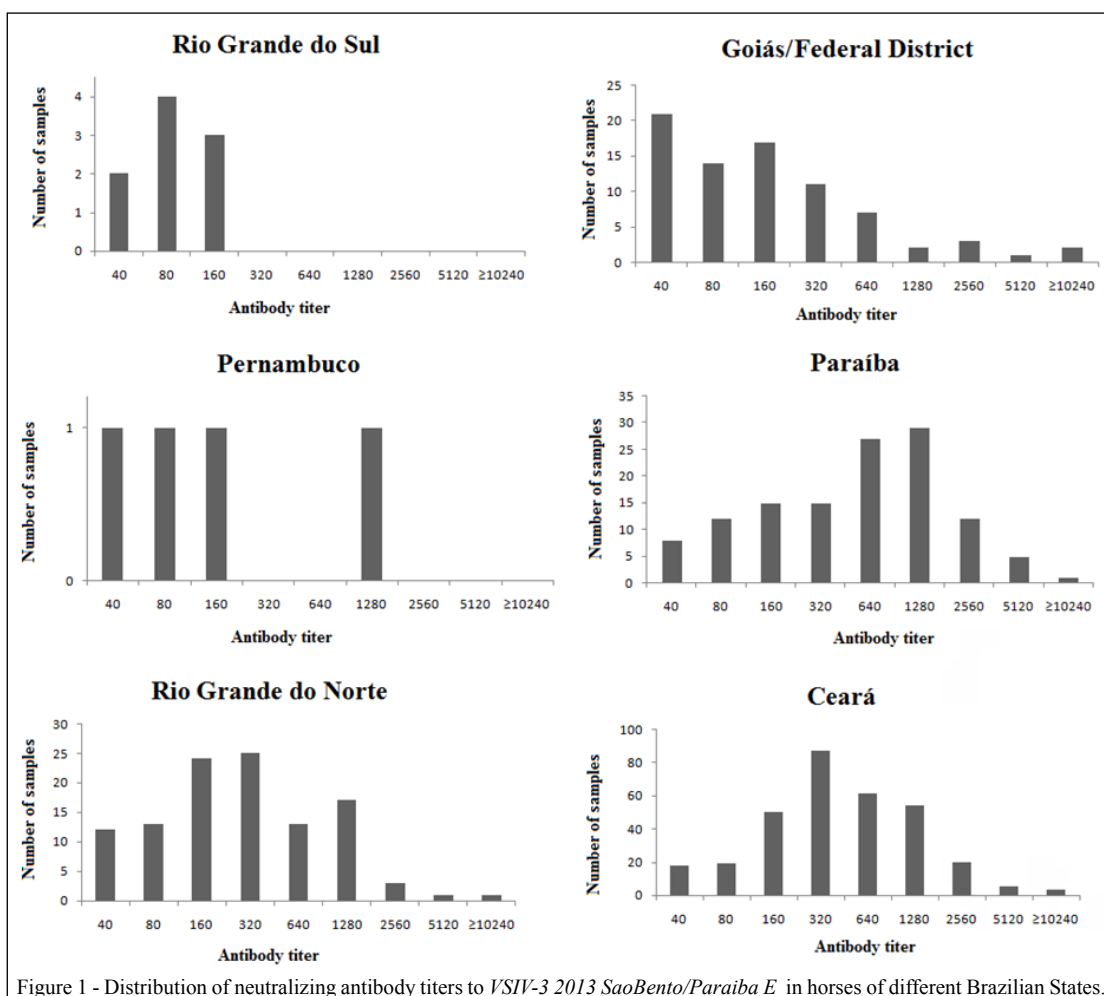 Rio Grande do Sul
Number of samples
4
3
2
1
0
40 80 160 320 640 1280 2560 5120 ≥10240
Antibody titer
Goiás/Federal District
Number of samples
25
20
15
10
5
0
40 80 160 320 640 1280 2560 5120 ≥10240
Antibody titer
Pernambuco
Number of samples
1
0
40 80 160 320 640 1280 2560 5120 ≥10240
Antibody titer
Paraíba
Number of samples
35
30
25
20
15
10
5
0
40 80 160 320 640 1280 2560 5120 ≥10240
Antibody titer
Rio Grande do Norte
Number of samples
30
25
20
15
10
5
0
40 80 160 320 640 1280 2560 5120 ≥10240
Antibody titer
Ceará
Number of samples
100
80
60
40
20
0
40 80 160 320 640 1280 2560 5120 ≥10240
Antibody titer
Figure 1 - Distribution of neutralizing antibody titers to VSIV-3 2013 SaoBento/Paraiba E in horses of different Brazilian States.